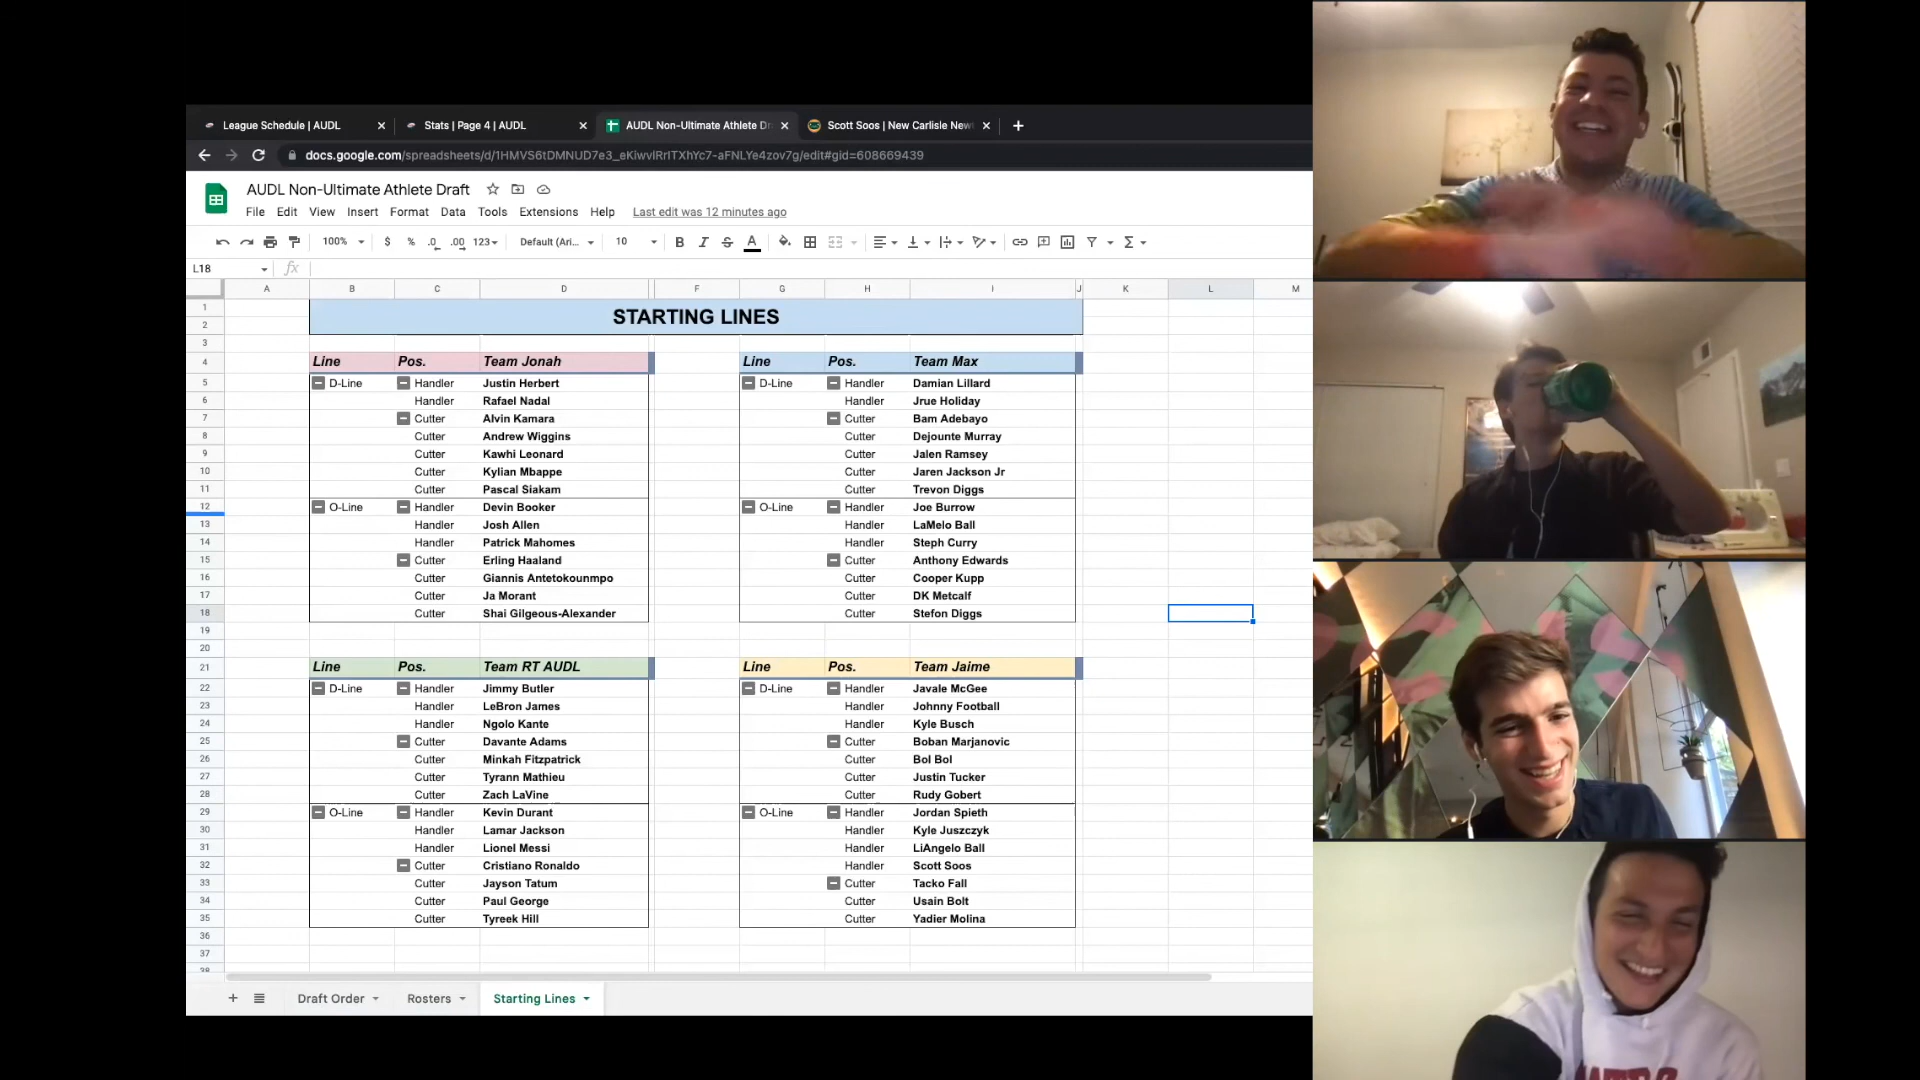 League Schedule | AUDL
Stats | Page 4 | AUDL
AUDL Non-Ultimate Athlete Dr
Scott Soos | New Carlisle New
docs.google.com/spreadsheets/d/1HMVS6tDMNUD7e3_eKiwvlRrITXhYc7-aFNLYe4zov7g/edit#gid=608669439
AUDL Non-Ultimate Athlete Draft
File Edit View Insert Format Data Tools Extensions Help Last edit was 12 minutes ago
100% $ % .0 .00 123 Default (Ari... 10 B I S A
L18 fx
A B C D F G H I J K L M
1 STARTING LINES
2
3
4 Line Pos. Team Jonah Line Pos. Team Max
5 D-Line Handler Justin Herbert D-Line Handler Damian Lillard
6 Handler Rafael Nadal Handler Jrue Holiday
7 Cutter Alvin Kamara Cutter Bam Adebayo
8 Cutter Andrew Wiggins Cutter Dejounte Murray
9 Cutter Kawhi Leonard Cutter Jalen Ramsey
10 Cutter Kylian Mbappe Cutter Jaren Jackson Jr
11 Cutter Pascal Siakam Cutter Trevon Diggs
12 O-Line Handler Devin Booker O-Line Handler Joe Burrow
13 Handler Josh Allen Handler LaMelo Ball
14 Handler Patrick Mahomes Handler Steph Curry
15 Cutter Erling Haaland Cutter Anthony Edwards
16 Cutter Giannis Antetokounmpo Cutter Cooper Kupp
17 Cutter Ja Morant Cutter DK Metcalf
18 Cutter Shai Gilgeous-Alexander Cutter Stefon Diggs
19
20
21 Line Pos. Team RT AUDL Line Pos. Team Jaime
22 D-Line Handler Jimmy Butler D-Line Handler Javale McGee
23 Handler LeBron James Handler Johnny Football
24 Handler Ngolo Kante Handler Kyle Busch
25 Cutter Davante Adams Cutter Boban Marjanovic
26 Cutter Minkah Fitzpatrick Cutter Bol Bol
27 Cutter Tyrann Mathieu Cutter Justin Tucker
28 Cutter Zach LaVine Cutter Rudy Gobert
29 O-Line Handler Kevin Durant O-Line Handler Jordan Spieth
30 Handler Lamar Jackson Handler Kyle Juszczyk
31 Handler Lionel Messi Handler LiAngelo Ball
32 Cutter Cristiano Ronaldo Handler Scott Soos
33 Cutter Jayson Tatum Cutter Tacko Fall
34 Cutter Paul George Cutter Usain Bolt
35 Cutter Tyreek Hill Cutter Yadier Molina
36
37
38
Draft Order Rosters Starting Lines